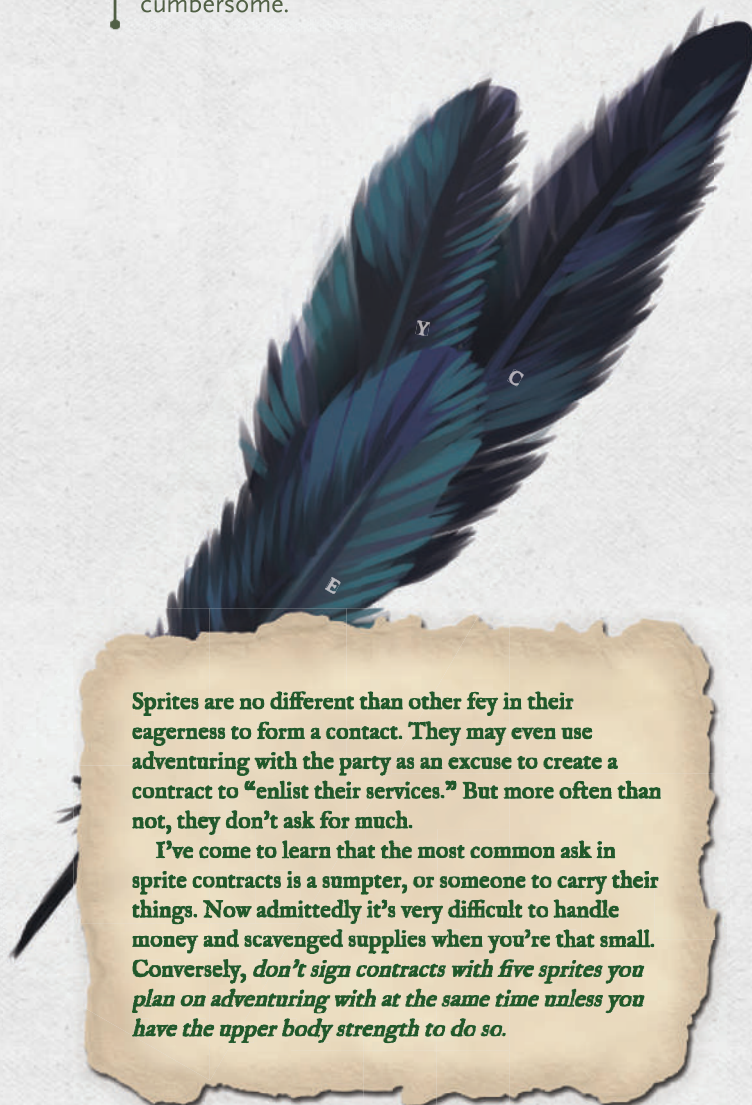 cumbersome.
Y
C
E
Sprites are no different than other fey in their
eagerness to form a contact. They may even use
adventuring with the party as an excuse to create a
contract to “enlist their services.” But more often than
not, they don’t ask for much.
I’ve come to learn that the most common ask in
sprite contracts is a sumpter, or someone to carry their
things. Now admittedly it’s very difficult to handle
money and scavenged supplies when you’re that small.
Conversely, don’t sign contracts with five sprites you
plan on adventuring with at the same time unless you
have the upper body strength to do so.